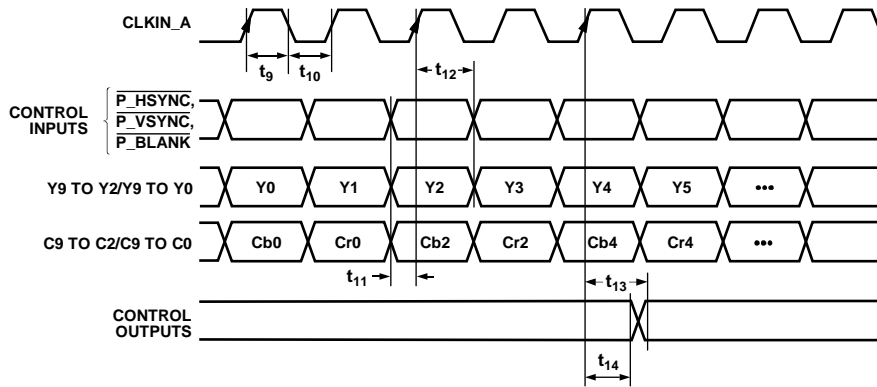 CLKIN_A
t9
t10
t12
CONTROL INPUTS
P_HSYNC,
P_VSYNC,
P_BLANK
Y9 TO Y2/Y9 TO Y0
Y0 Y1 Y2 Y3 Y4 Y5 •••
C9 TO C2/C9 TO C0
Cb0 Cr0 Cb2 Cr2 Cb4 Cr4 •••
t11
t13
CONTROL
OUTPUTS
t14